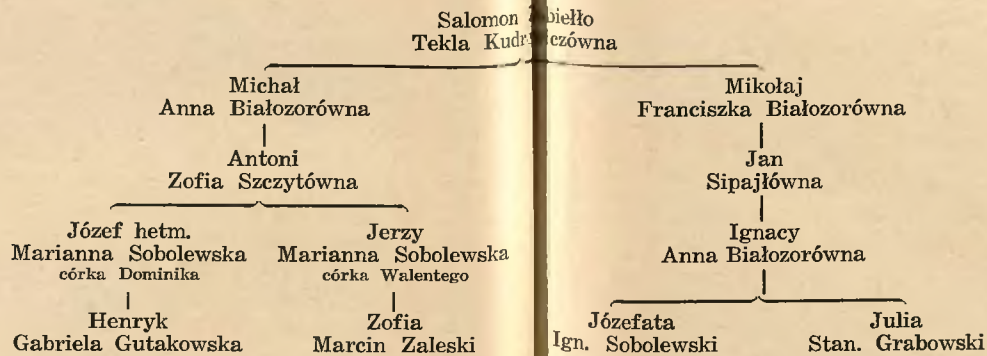 Salomon
Tekla
Michał
Anna Białozorówna
Mikołaj
Franciszka Białozorówna
Antoni
Zofia Szczytówna
Jan
Sipajłówna
Józef hetm.
Marianna Sobolewska
córka Dominika
Jerzy
Marianna Sobolewska
córka Walentego
Ignacy
Anna Białozorówna
Henryk
Gabriela Gutakowska
Zofia
Marcin Zaleski
Józefata
Ign. Sobolewski
Julia
Stan. Grabowski